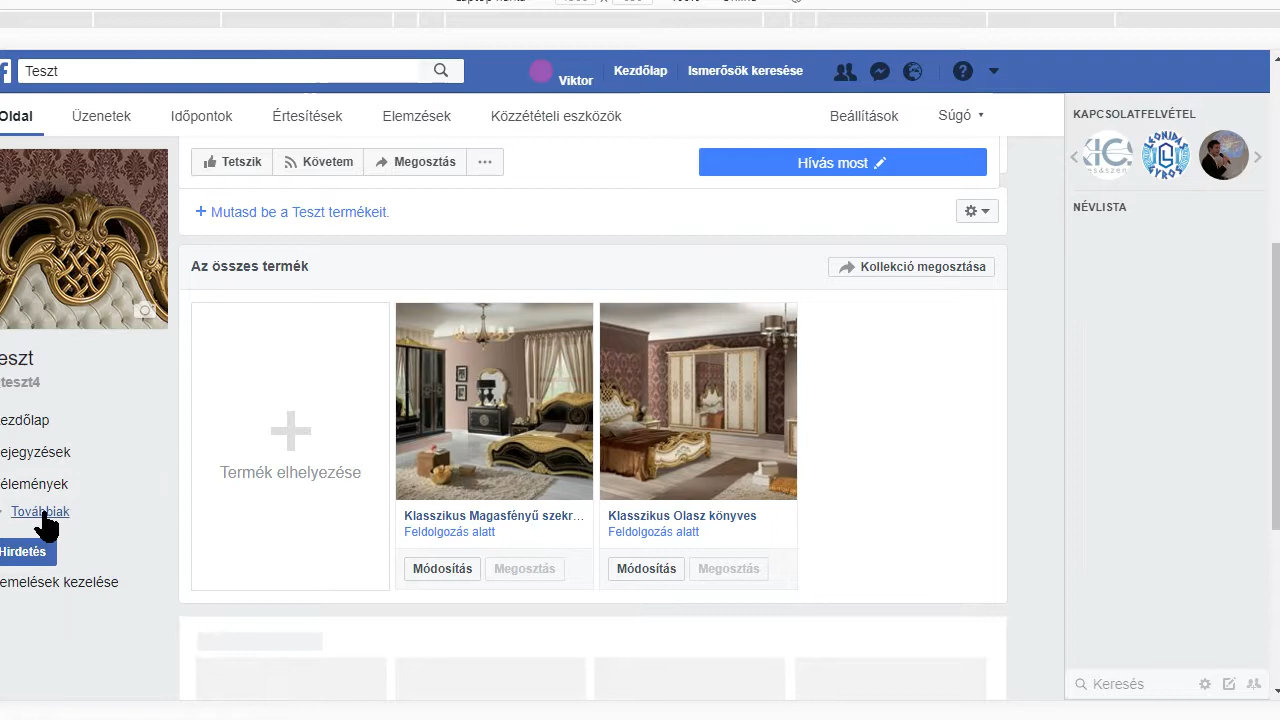 Teszt
Viktor
Kezdőlap
Ismerősök keresése
Oldal
Üzenetek
Időpontok
Értesítések
Elemzések
Közzétételi eszközök
Beállítások
Súgó
Tetszik
Követem
Megosztás
Hívás most
+ Mutasd be a Teszt termékeit.
Az összes termék
Kollekció megosztása
Termék elhelyezése
Klasszikus Magasfényű szekr...
Feldolgozás alatt
Módosítás
Megosztás
Klasszikus Olasz könyves
Feldolgozás alatt
Módosítás
Megosztás
eszt
teszt4
ezdőlap
ejegyzések
élemények
Továbbiak
Hirdetés
emelések kezelése
KAPCSOLATFELVÉTEL
NÉVLISTA
Keresés